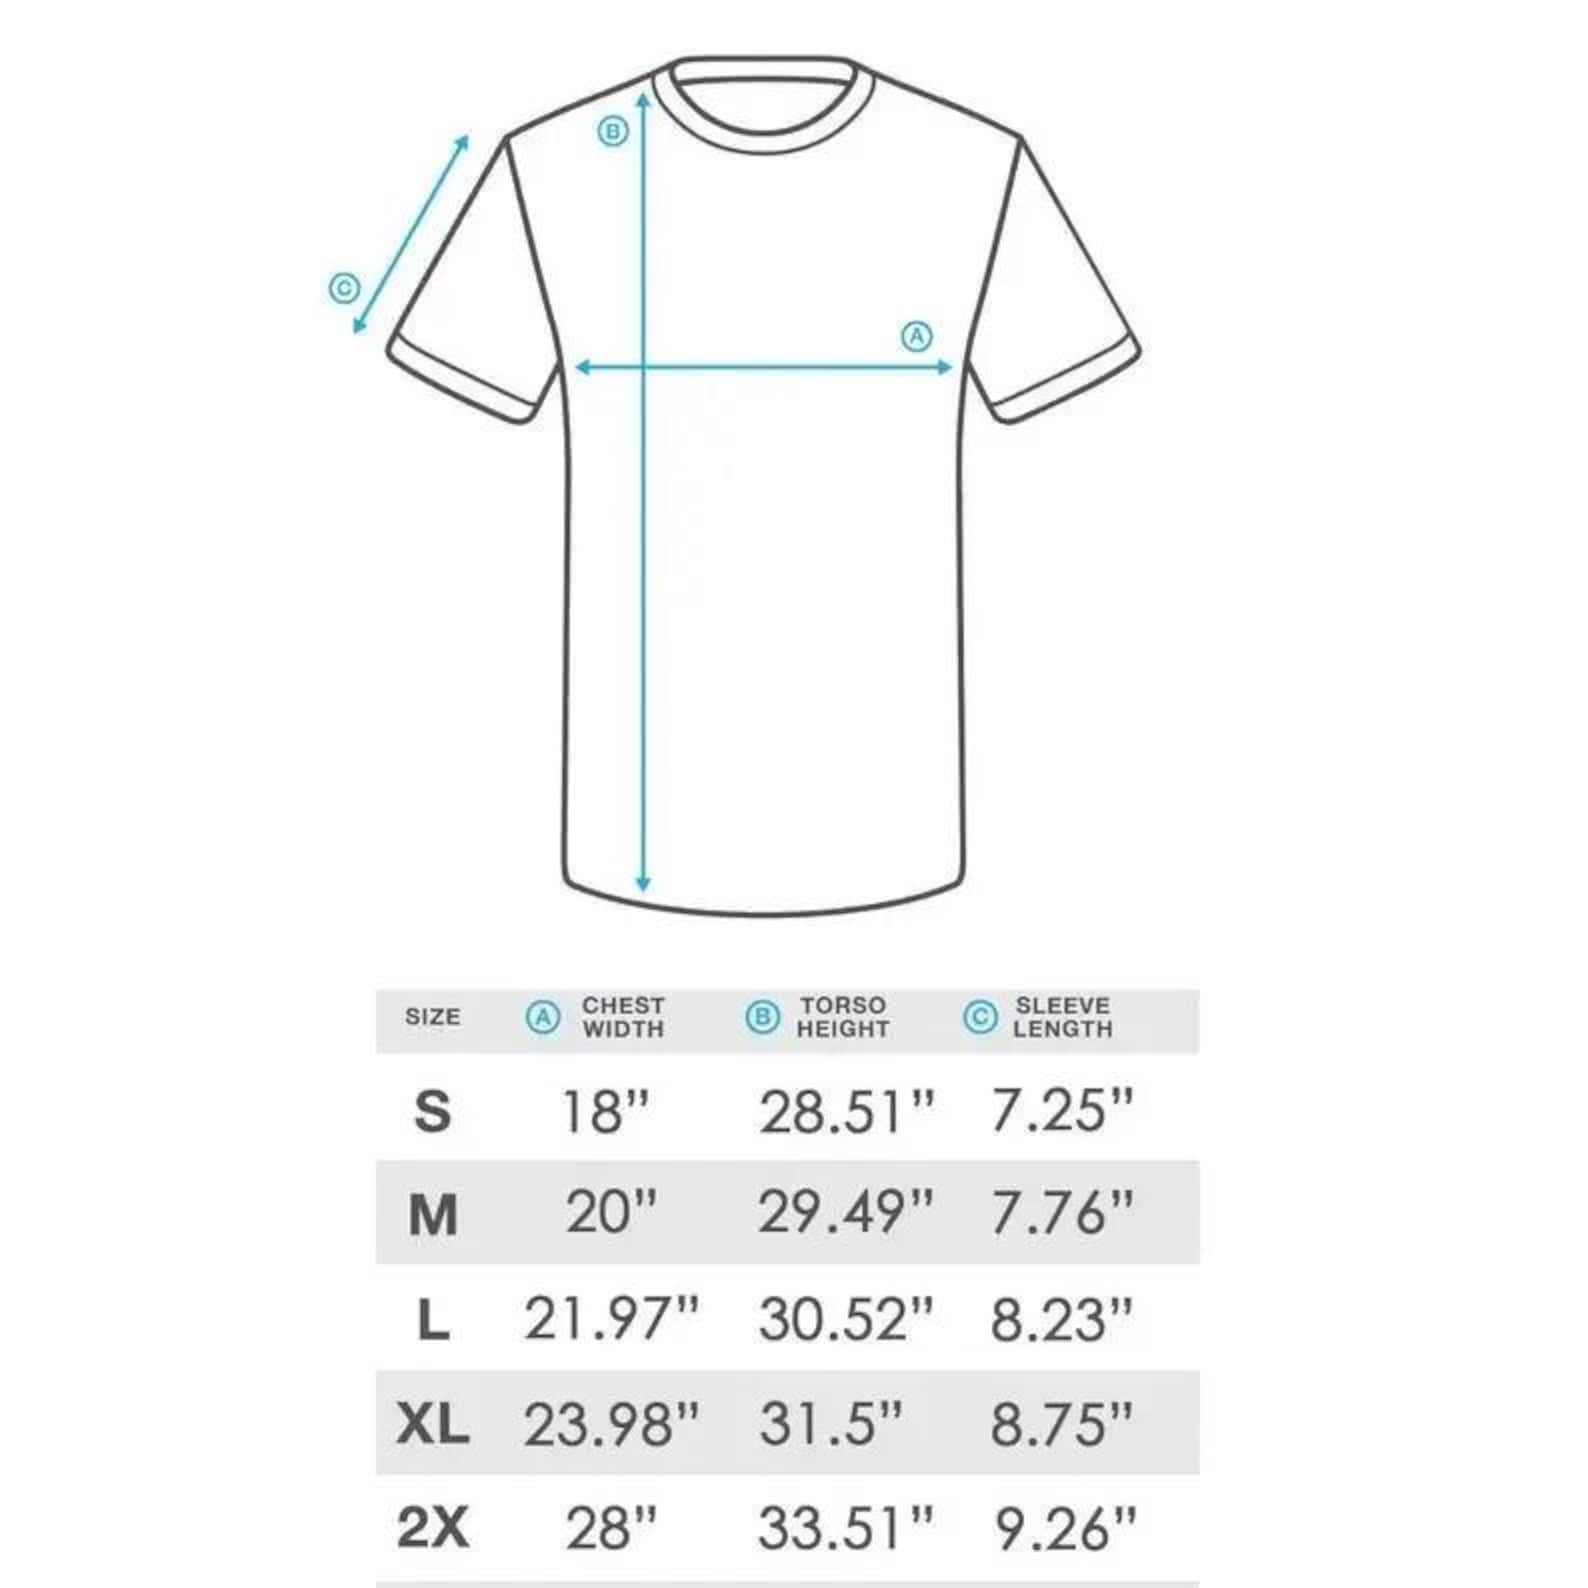 B
C
A
SIZE A CHEST WIDTH B TORSO HEIGHT C SLEEVE LENGTH
S 18” 28.51” 7.25”
M 20” 29.49” 7.76”
L 21.97” 30.52” 8.23”
XL 23.98” 31.5” 8.75”
2X 28” 33.51” 9.26”